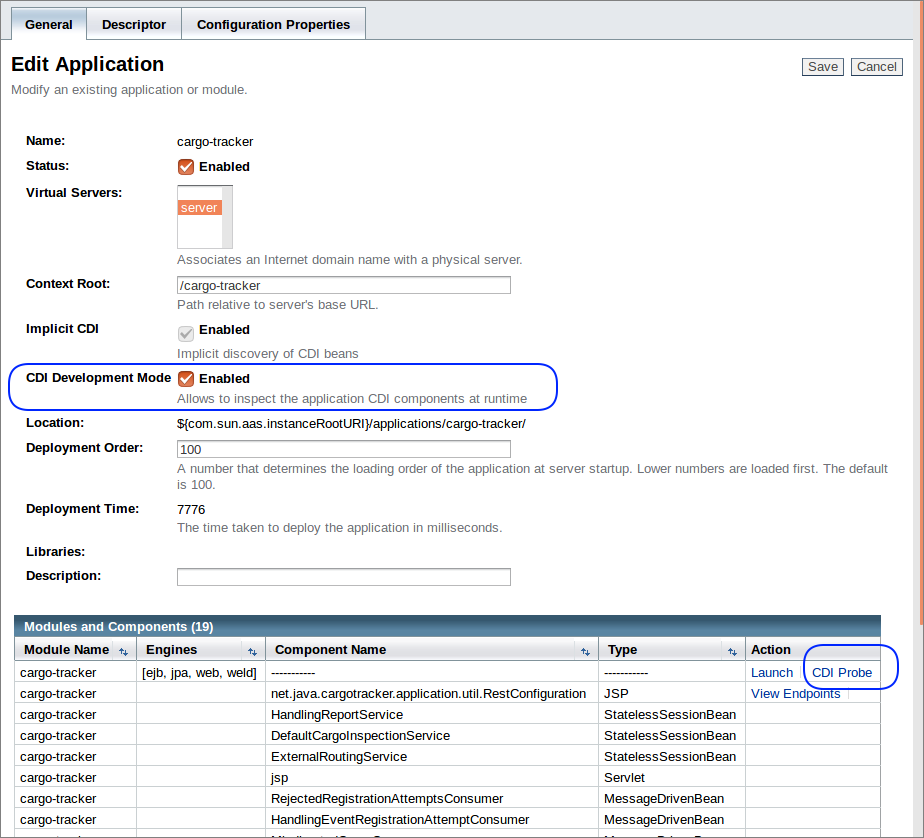 General Descriptor Configuration Properties
Edit Application
Save Cancel
Modify an existing application or module.
Name: cargo-tracker
Status: Enabled
Virtual Servers: server
Associates an Internet domain name with a physical server.
Context Root: /cargo-tracker
Path relative to server's base URL.
Implicit CDI Enabled
Implicit discovery of CDI beans
CDI Development Mode Enabled
Allows to inspect the application CDI components at runtime
Location: ${com.sun.aas.instanceRootURI}/applications/cargo-tracker/
Deployment Order: 100
A number that determines the loading order of the application at server startup. Lower numbers are loaded first. The default
is 100.
Deployment Time: 7776
The time taken to deploy the application in milliseconds.
Libraries:
Description:
Modules and Components (19)
Module Name Engines Component Name Type Action
cargo-tracker [ejb, jpa, web, weld] ----------- ----------- Launch CDI Probe
cargo-tracker net.java.cargotracker.application.util.RestConfiguration JSP View Endpoints
cargo-tracker HandlingReportService StatelessSessionBean
cargo-tracker DefaultCargoInspectionService StatelessSessionBean
cargo-tracker ExternalRoutingService StatelessSessionBean
cargo-tracker jsp Servlet
cargo-tracker RejectedRegistrationAttemptsConsumer MessageDrivenBean
cargo-tracker HandlingEventRegistrationAttemptConsumer MessageDrivenBean